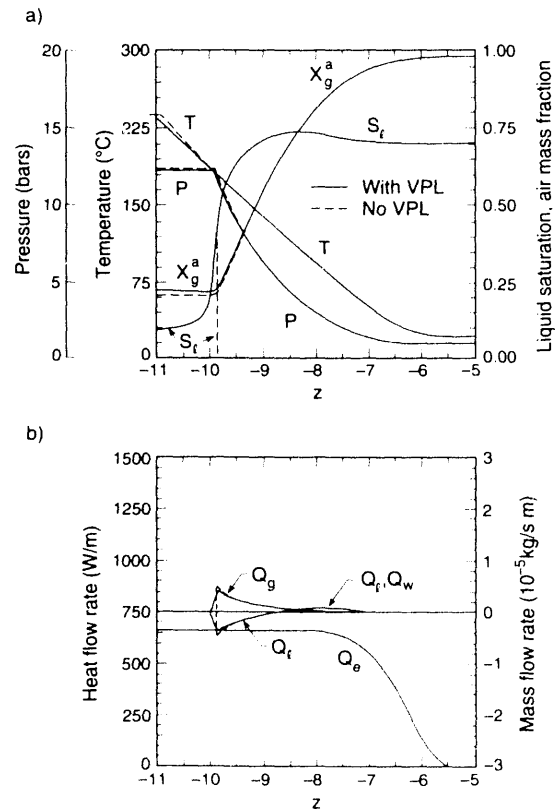 a)
Pressure (bars)
20
15
10
5
0
Temperature (°C)
300
225
150
75
0
Liquid saturation, air mass fraction
1.00
0.75
0.50
0.25
0.00
X_g^a
T
S_ℓ
P
With VPL
No VPL
T
X_g^a
P
S_ℓ
-11 -10 -9 -8 -7 -6 -5
z
b)
Heat flow rate (W/m)
1500
1250
1000
750
500
250
0
Mass flow rate (10^-5 kg/s m)
3
2
1
0
-1
-2
-3
Q_g
Q_ℓ, Q_w
Q_ℓ
Q_e
-11 -10 -9 -8 -7 -6 -5
z